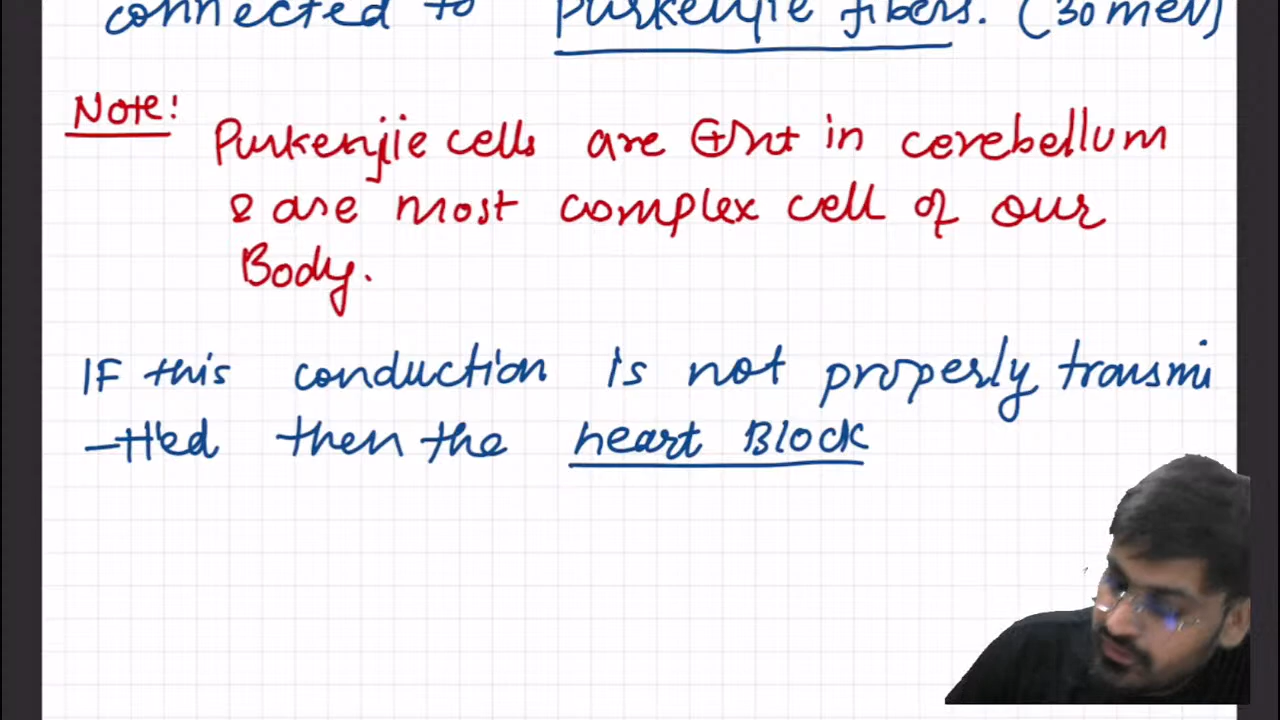 connected to Purkenjie fibers. (30 mev)
Note:
Purkenjie cells are ⊕nt in cerebellum
& are most complex cell of our
Body.
IF this conduction is not properly transmi
-tted then the heart BLOCK